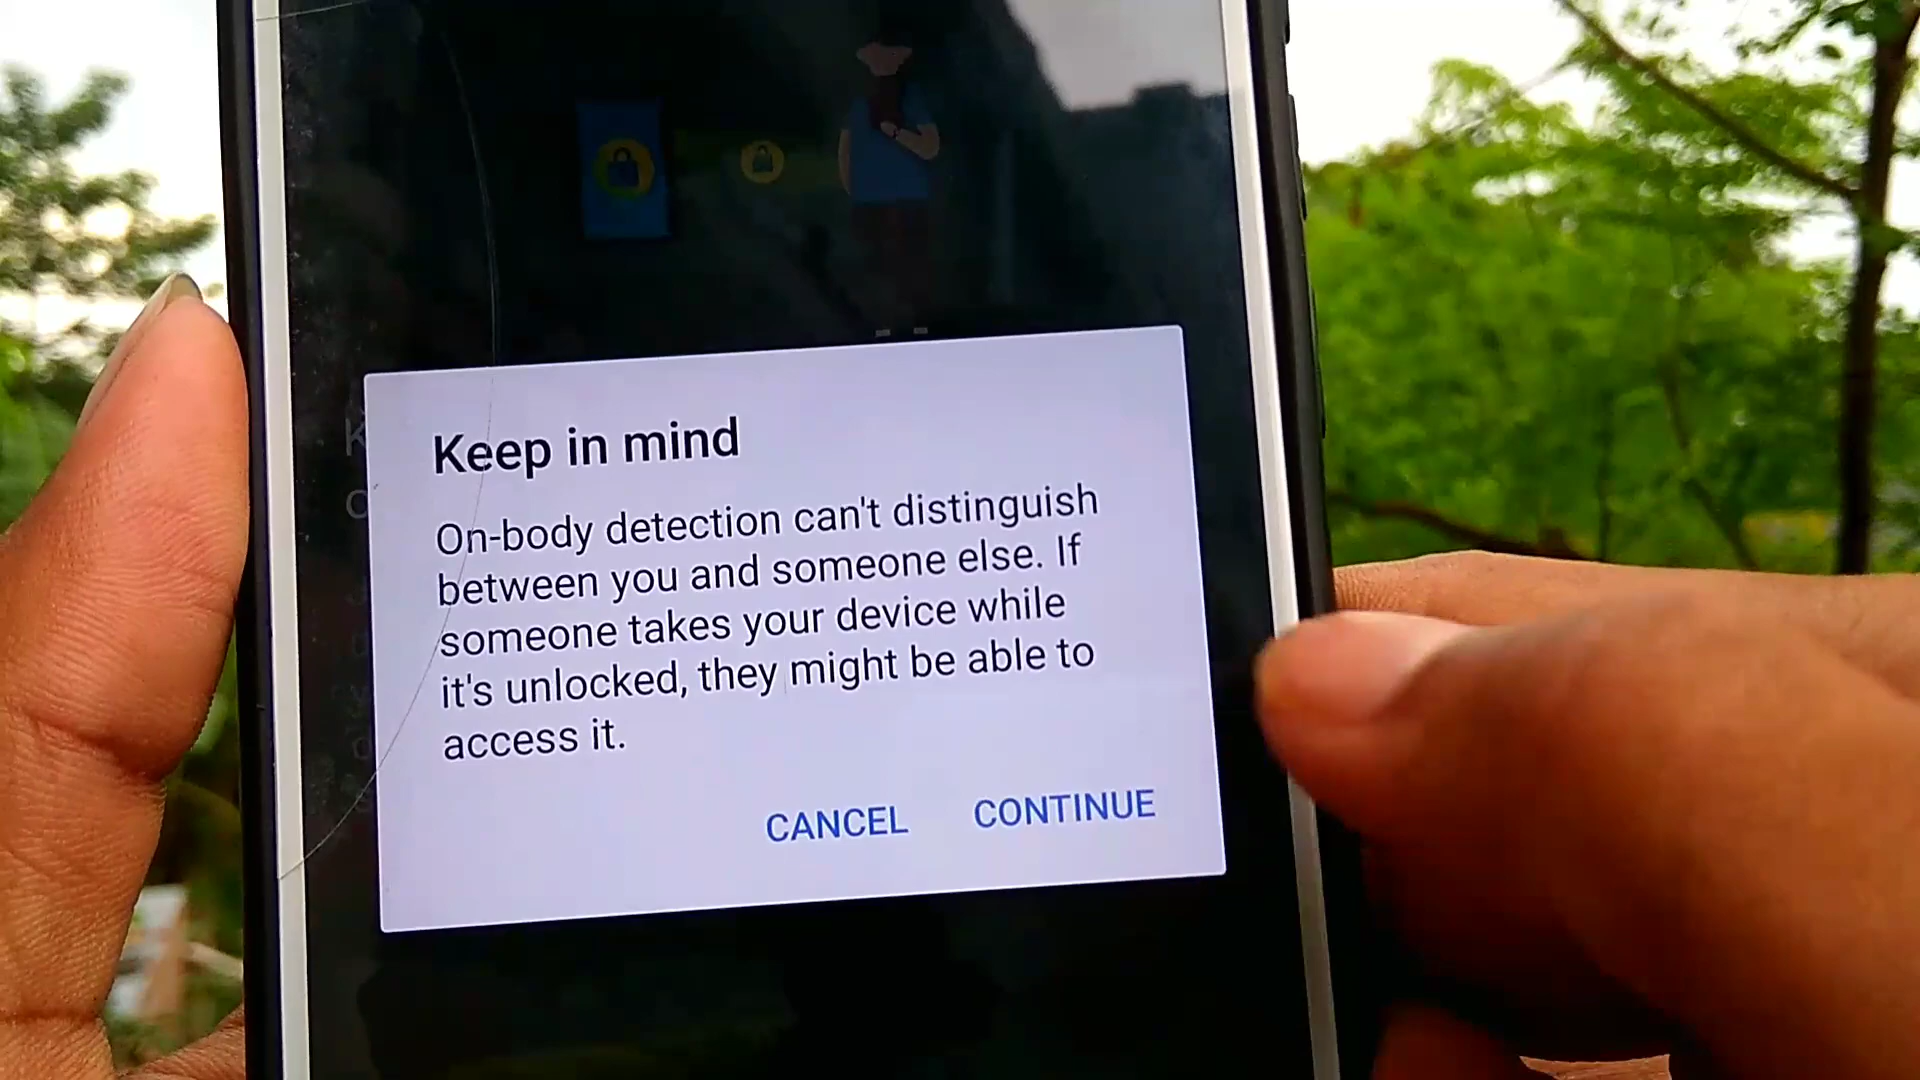 Keep in mind
On-body detection can't distinguish
between you and someone else. If
someone takes your device while
it's unlocked, they might be able to
access it.
CANCEL CONTINUE